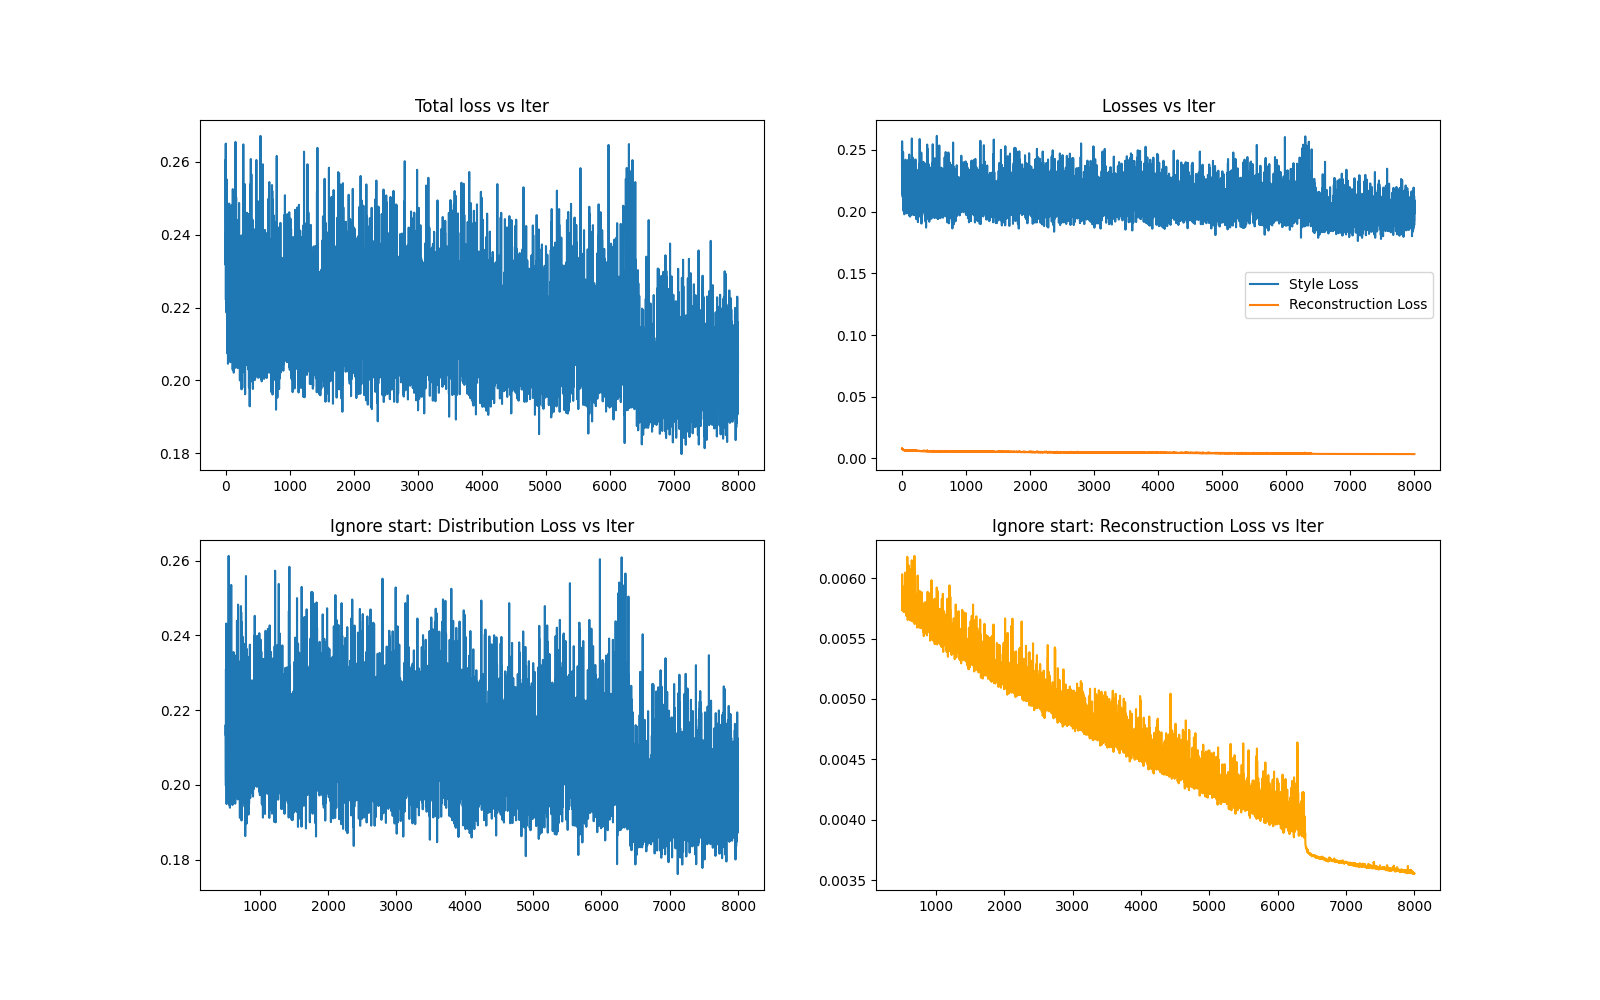 Total loss vs Iter
0.26
0.24
0.22
0.20
0.18
0 1000 2000 3000 4000 5000 6000 7000 8000
Losses vs Iter
0.25
0.20
0.15
0.10
0.05
0.00
Style Loss
Reconstruction Loss
0 1000 2000 3000 4000 5000 6000 7000 8000
Ignore start: Distribution Loss vs Iter
0.26
0.24
0.22
0.20
0.18
1000 2000 3000 4000 5000 6000 7000 8000
Ignore start: Reconstruction Loss vs Iter
0.0060
0.0055
0.0050
0.0045
0.0040
0.0035
1000 2000 3000 4000 5000 6000 7000 8000